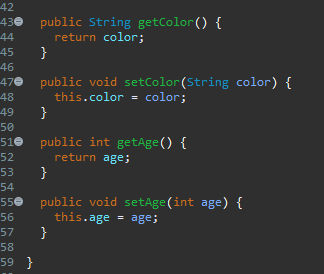 42
43 public String getColor() {
44 return color;
45 }
46
47 public void setColor(String color) {
48 this.color = color;
49 }
50
51 public int getAge() {
52 return age;
53 }
54
55 public void setAge(int age) {
56 this.age = age;
57 }
58
59 }